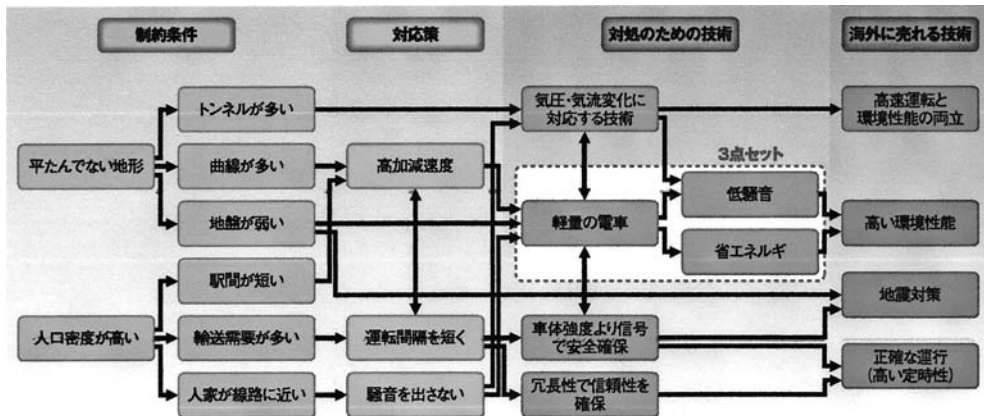 制約条件
対応策
対処のための技術
海外に売れる技術
トンネルが多い
気圧・気流変化に
対応する技術
高速運転と
環境性能の両立
3点セット
平たんでない地形
曲線が多い
高加減速度
低騒音
地盤が弱い
軽量の電車
高い環境性能
省エネルギ
駅間が短い
地震対策
人口密度が高い
輸送需要が多い
運転間隔を短く
車体強度より信号
で安全確保
正確な運行
(高い定時性)
人家が線路に近い
騒音を出さない
冗長性で信頼性を
確保